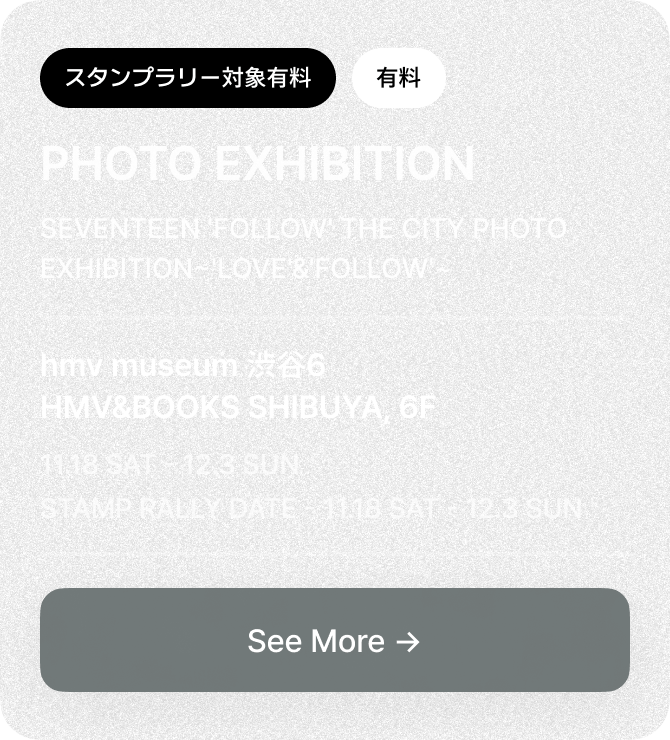 スタンプラリー対象有料 有料
PHOTO EXHIBITION
SEVENTEEN 'FOLLOW' THE CITY PHOTO
EXHIBITION~'LOVE'&'FOLLOW'~
hmv museum 渋谷6
HMV&BOOKS SHIBUYA, 6F
11.18 SAT ~ 12.3 SUN
STAMP RALLY DATE - 11.18 SAT ~ 12.3 SUN
See More →